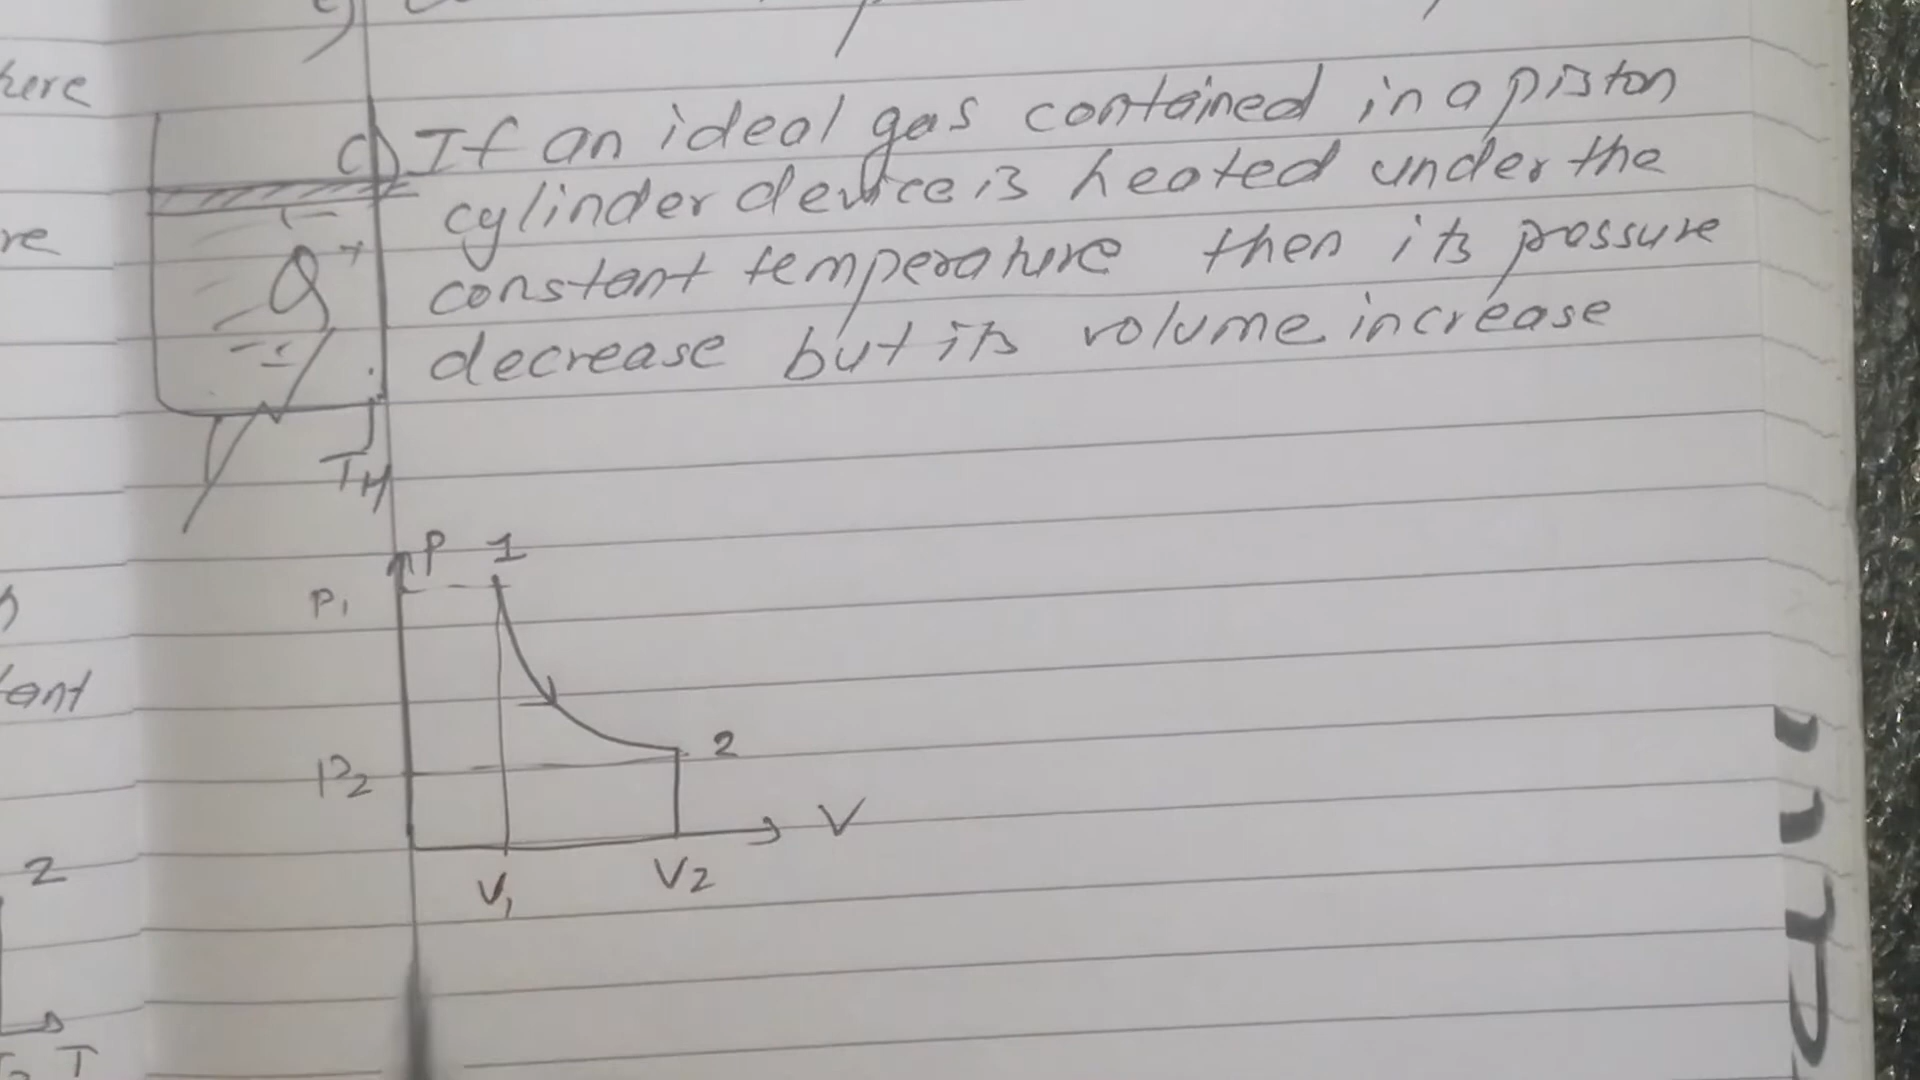 c) If an ideal gas contained in a piston
cylinder device is heated under the
constant temperature then its pressure
decrease but its volume increase
Q
TH
P 1
P1
2
P2
V
V1 V2
here
re
tant
2
T